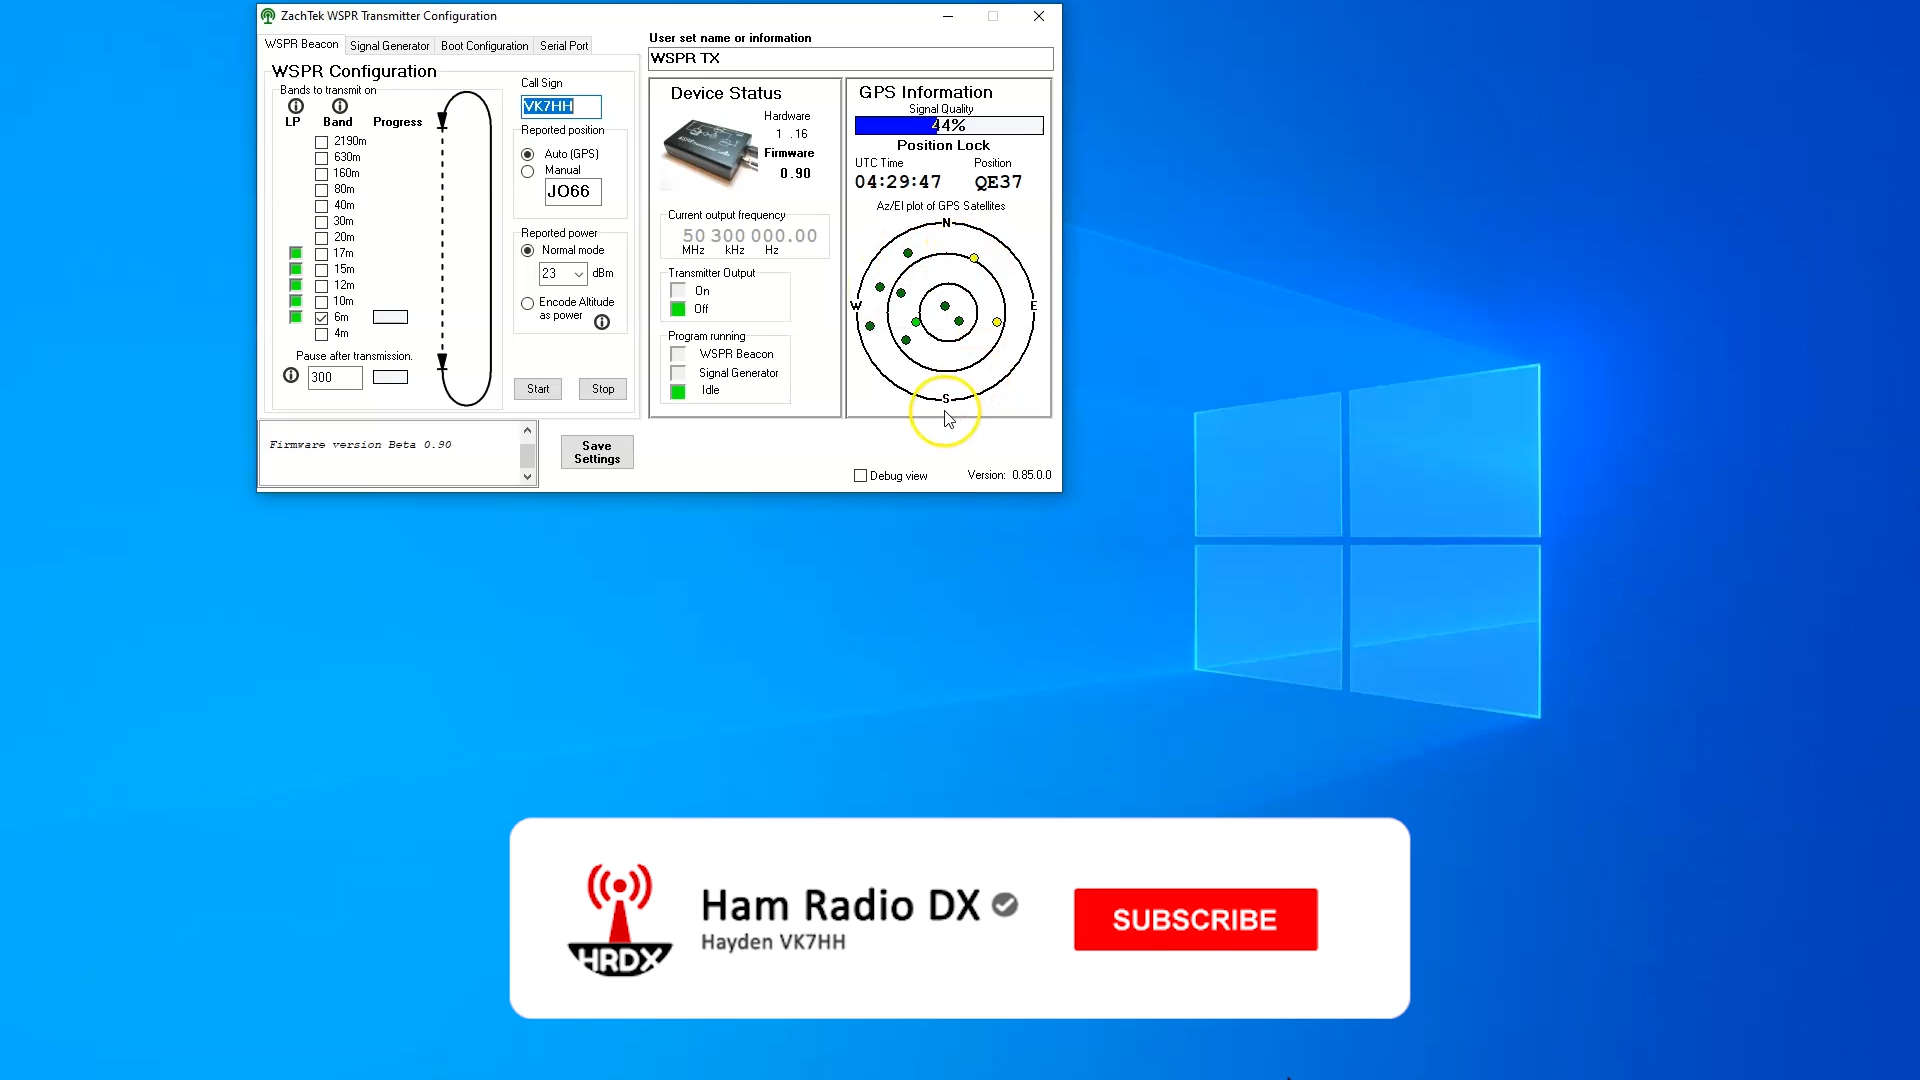 ZachTek WSPR Transmitter Configuration
WSPR Beacon
Signal Generator
Boot Configuration
Serial Port
User set name or information
WSPR TX
WSPR Configuration
Bands to transmit on
LP
Band
Progress
2190m
630m
160m
80m
40m
30m
20m
17m
15m
12m
10m
6m
4m
Pause after transmission.
300
Call Sign
VK7HH
Reported position
Auto (GPS)
Manual
JO66
Reported power
Normal mode
23
dBm
Encode Altitude
as power
Start
Stop
Device Status
Hardware
1 .16
Firmware
0.90
Current output frequency
50 300 000.00
MHz kHz Hz
Transmitter Output
On
Off
Program running
WSPR Beacon
Signal Generator
Idle
GPS Information
Signal Quality
44%
Position Lock
UTC Time
Position
04:29:47
QE37
Az/El plot of GPS Satellites
N
W
E
S
Firmware version Beta 0.90
Save
Settings
Debug view
Version: 0.85.0.0
HRDX
Ham Radio DX
Hayden VK7HH
SUBSCRIBE